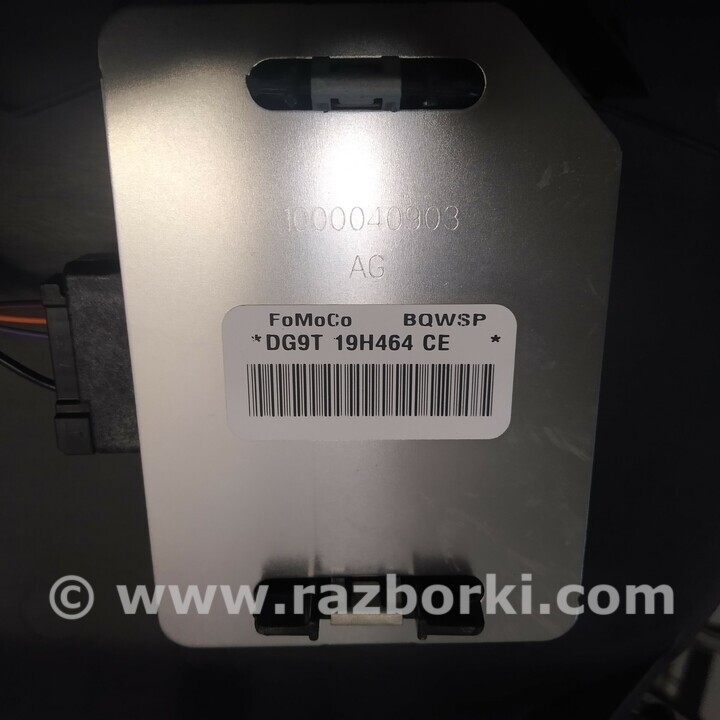 1000040903
AG
FoMoCo BQWSP
*DG9T 19H464 CE *
© www.razborki.com